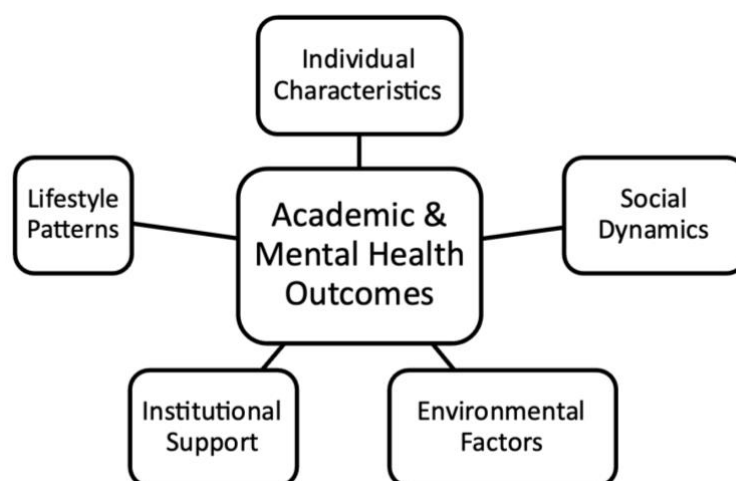 Individual
Characteristics
Lifestyle
Patterns
Academic &
Mental Health
Outcomes
Social
Dynamics
Institutional
Support
Environmental
Factors